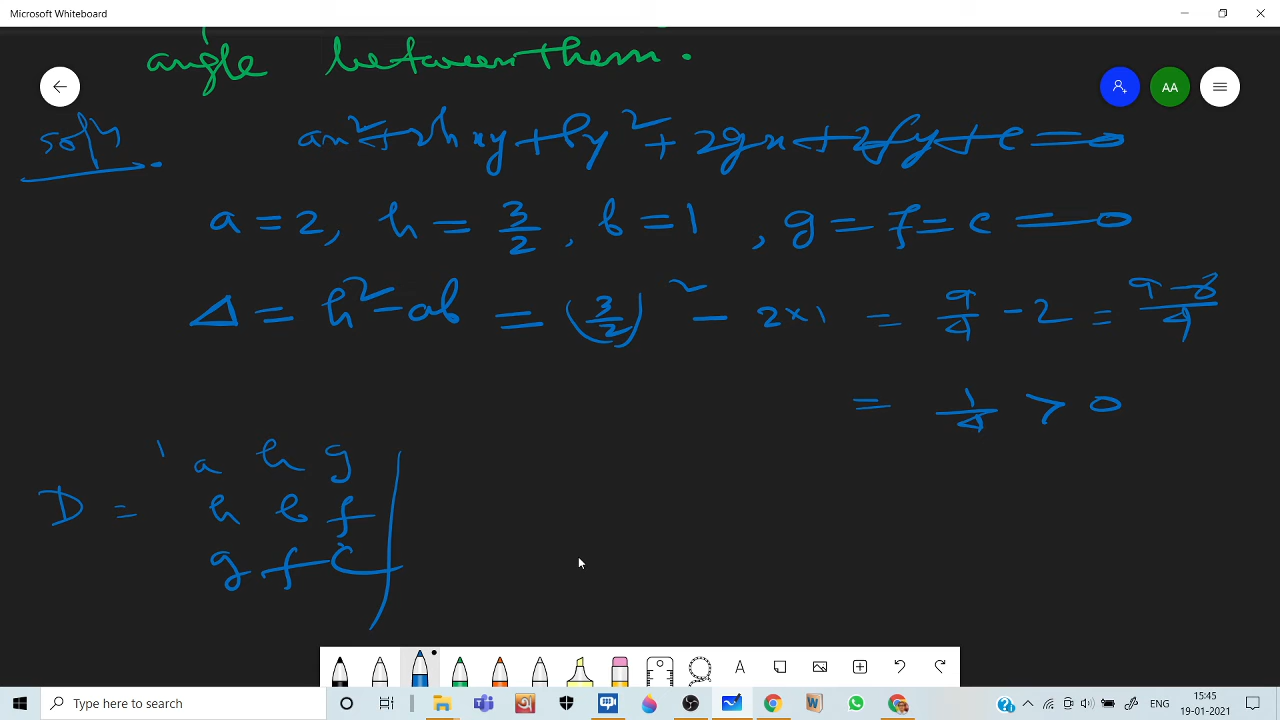 Microsoft Whiteboard
angle between them.
AA
soln
ax²+2hxy+by²+2gx+2fy+c=0
a=2, h=3/2, b=1, g=f=c=0
Δ=h²-ab=(3/2)²-2×1=9/4-2=9-8/4
=1/4>0
a h g
D = h b f
g f c
Type here to search
ENG
15:45
19-01-2021